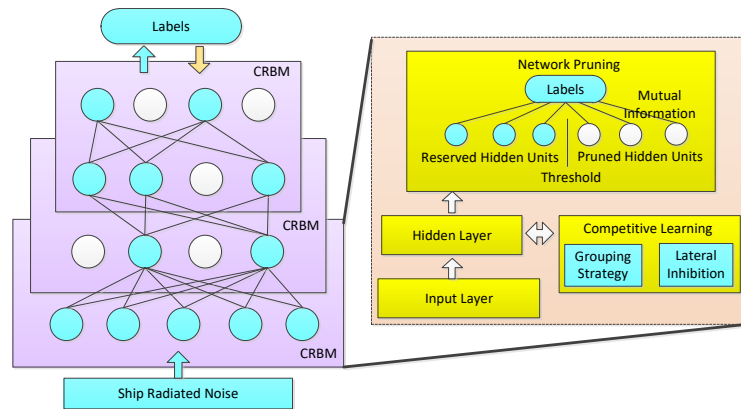 Labels
CRBM
CRBM
CRBM
Ship Radiated Noise
Network Pruning
Labels
Mutual
Information
Reserved Hidden Units
Pruned Hidden Units
Threshold
Hidden Layer
Competitive Learning
Grouping
Strategy
Lateral
Inhibition
Input Layer